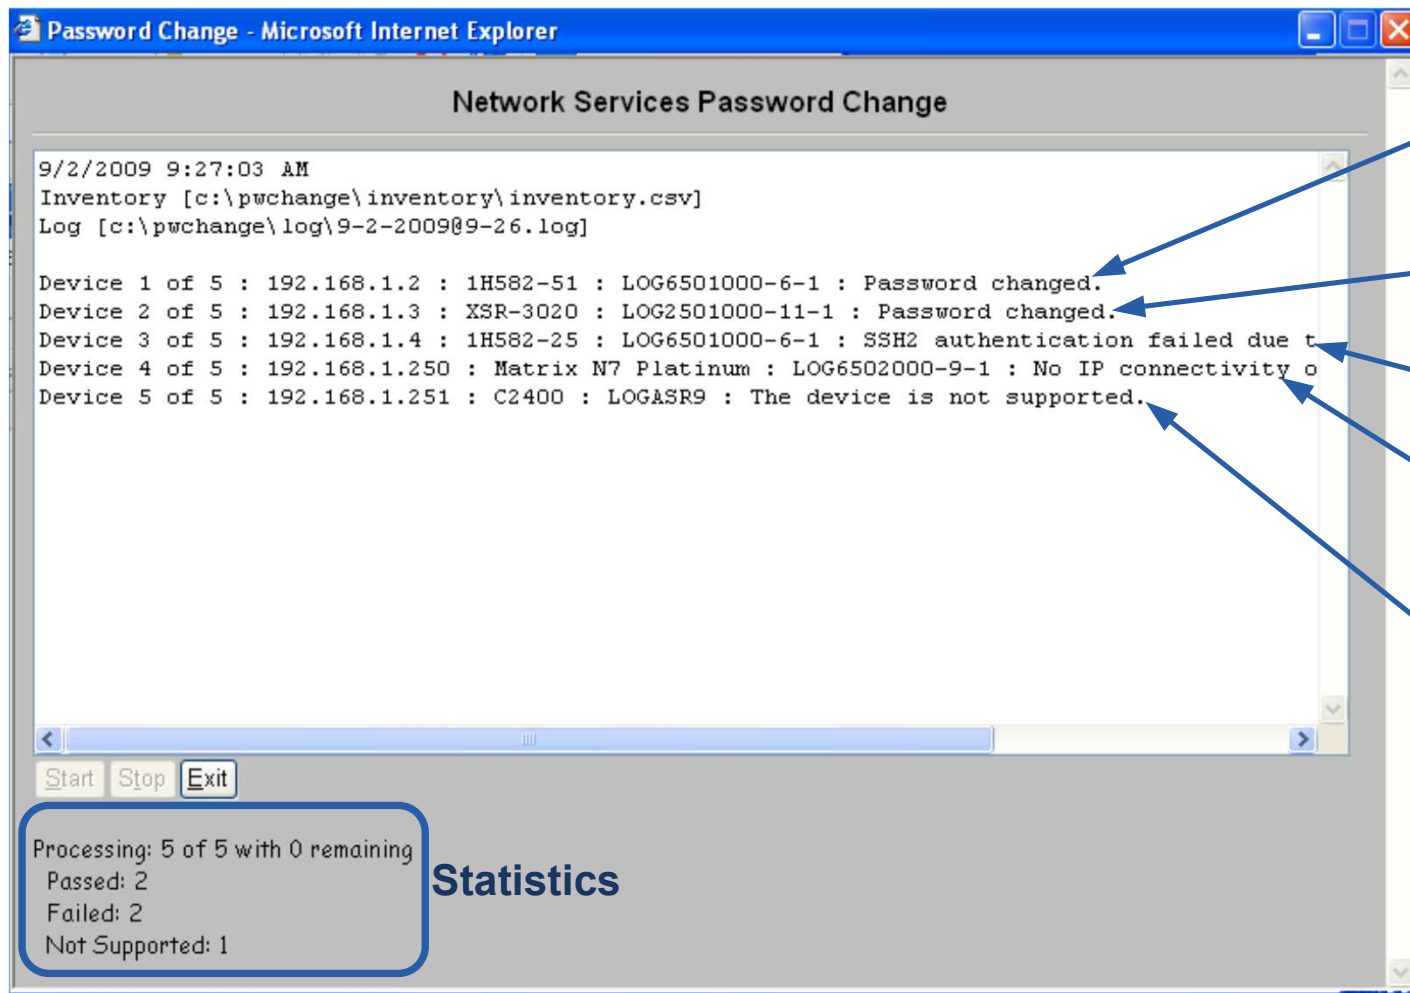 Password Change - Microsoft Internet Explorer
Network Services Password Change
9/2/2009 9:27:03 AM
Inventory [c:\pwchange\inventory\inventory.csv]
Log [c:\pwchange\log\9-2-2009@9-26.log]
Device 1 of 5 : 192.168.1.2 : 1H582-51 : LOG6501000-6-1 : Password changed.
Device 2 of 5 : 192.168.1.3 : XSR-3020 : LOG2501000-11-1 : Password changed.
Device 3 of 5 : 192.168.1.4 : 1H582-25 : LOG6501000-6-1 : SSH2 authentication failed due t
Device 4 of 5 : 192.168.1.250 : Matrix N7 Platinum : LOG6502000-9-1 : No IP connectivity o
Device 5 of 5 : 192.168.1.251 : C2400 : LOGASR9 : The device is not supported.
Start Stop Exit
Processing: 5 of 5 with 0 remaining
Passed: 2
Failed: 2
Not Supported: 1
Statistics